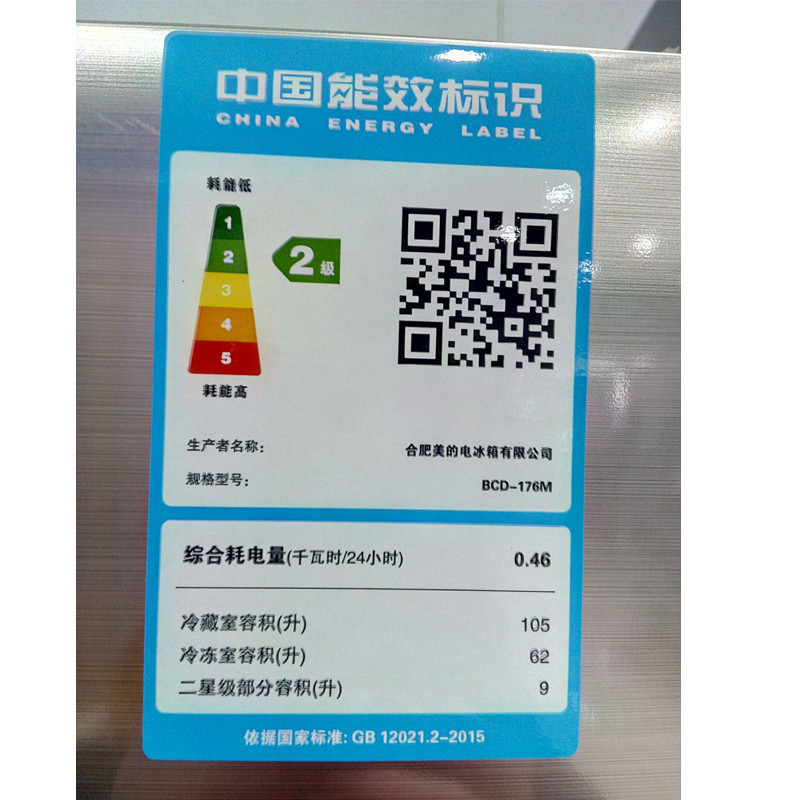 中国能效标识
CHINA ENERGY LABEL
耗能低
1
2
2级
3
4
5
耗能高
生产者名称: 合肥美的电冰箱有限公司
规格型号: BCD-176M
综合耗电量(千瓦时/24小时) 0.46
冷藏室容积(升) 105
冷冻室容积(升) 62
二星级部分容积(升) 9
依据国家标准: GB 12021.2-2015